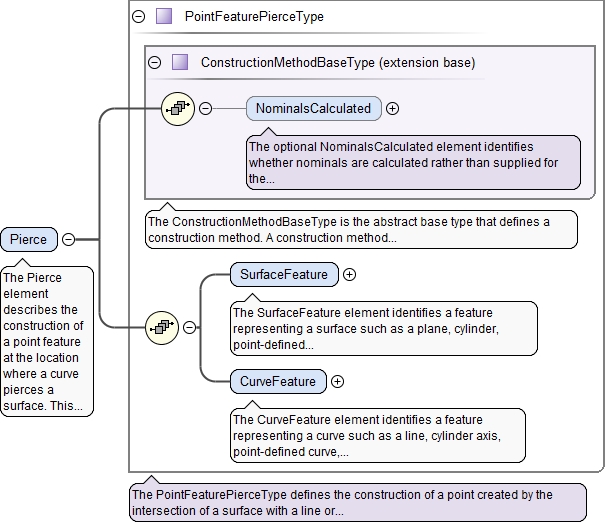 PointFeaturePierceType
ConstructionMethodBaseType (extension base)
NominalsCalculated
The optional NominalsCalculated element identifies
whether nominals are calculated rather than supplied for
the...
The ConstructionMethodBaseType is the abstract base type that defines a
construction method. A construction method...
Pierce
The Pierce
element
describes the
construction of
a point feature
at the location
where a curve
pierces a
surface. This...
SurfaceFeature
The SurfaceFeature element identifies a feature
representing a surface such as a plane, cylinder,
point-defined...
CurveFeature
The CurveFeature element identifies a feature
representing a curve such as a line, cylinder axis,
point-defined curve,...
The PointFeaturePierceType defines the construction of a point created by the
intersection of a surface with a line or...